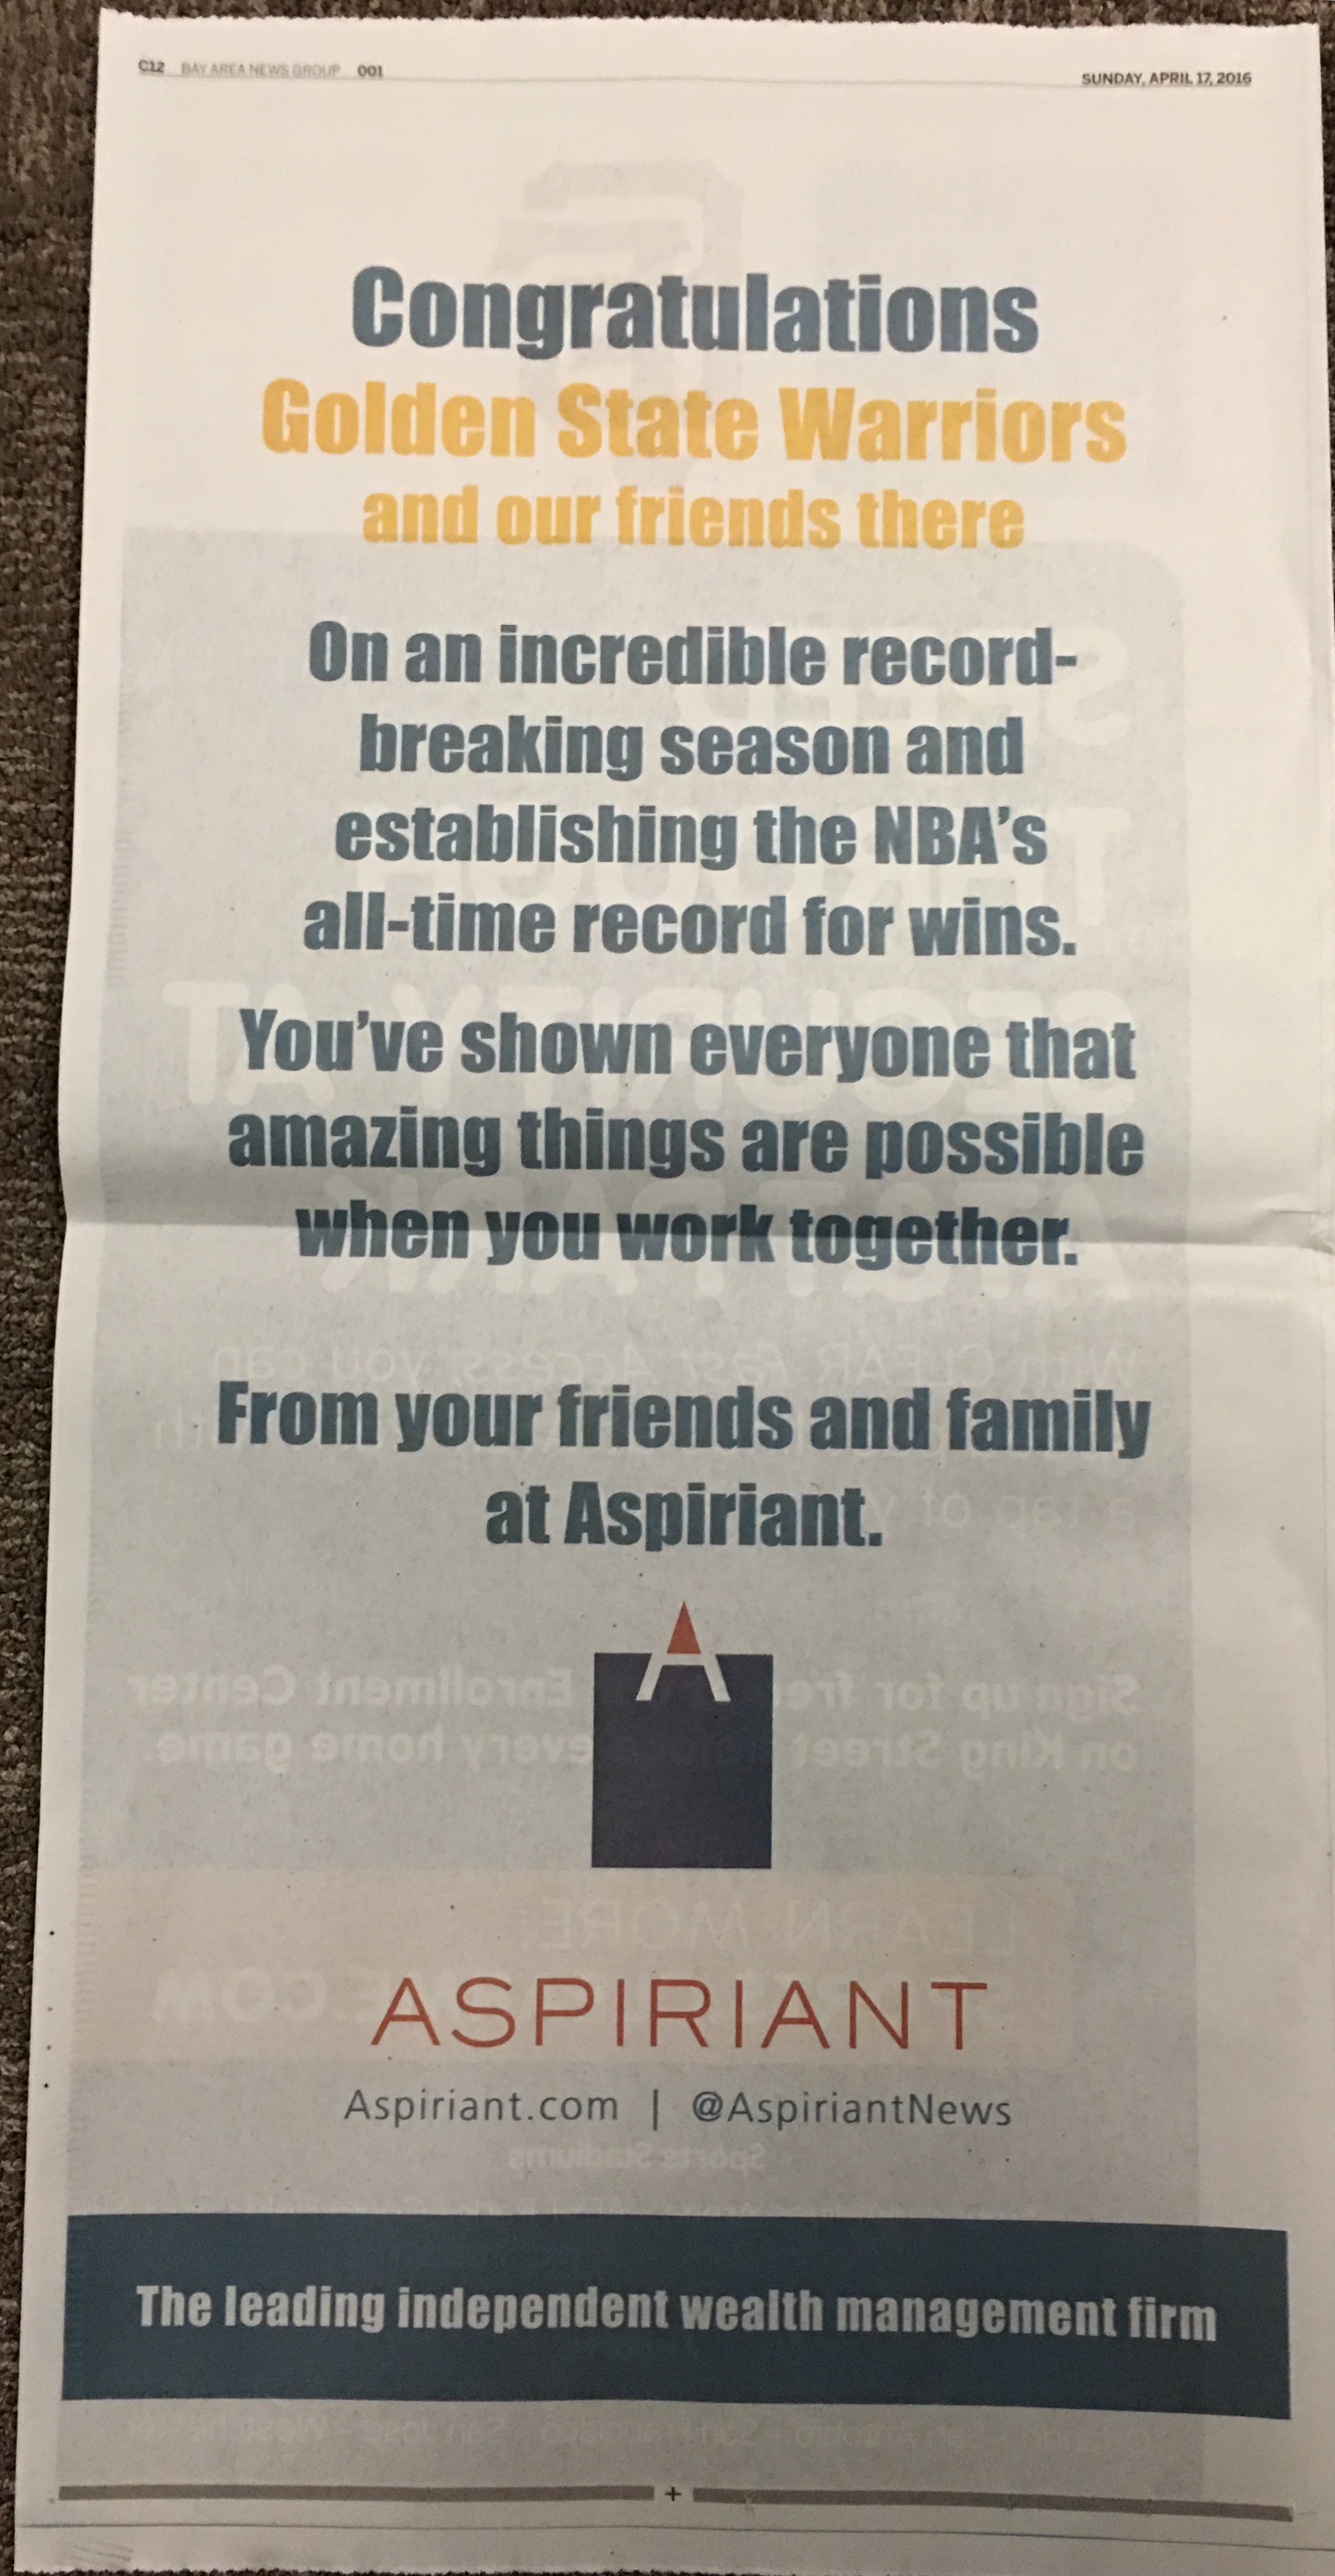 C12 BAY AREA NEWS GROUP 001
SUNDAY, APRIL 17, 2016
Congratulations
Golden State Warriors
and our friends there
On an incredible record-
breaking season and
establishing the NBA's
all-time record for wins.
You've shown everyone that
amazing things are possible
when you work together.
From your friends and family
at Aspiriant.
A
ASPIRIANT
Aspiriant.com | @AspiriantNews
The leading independent wealth management firm
+